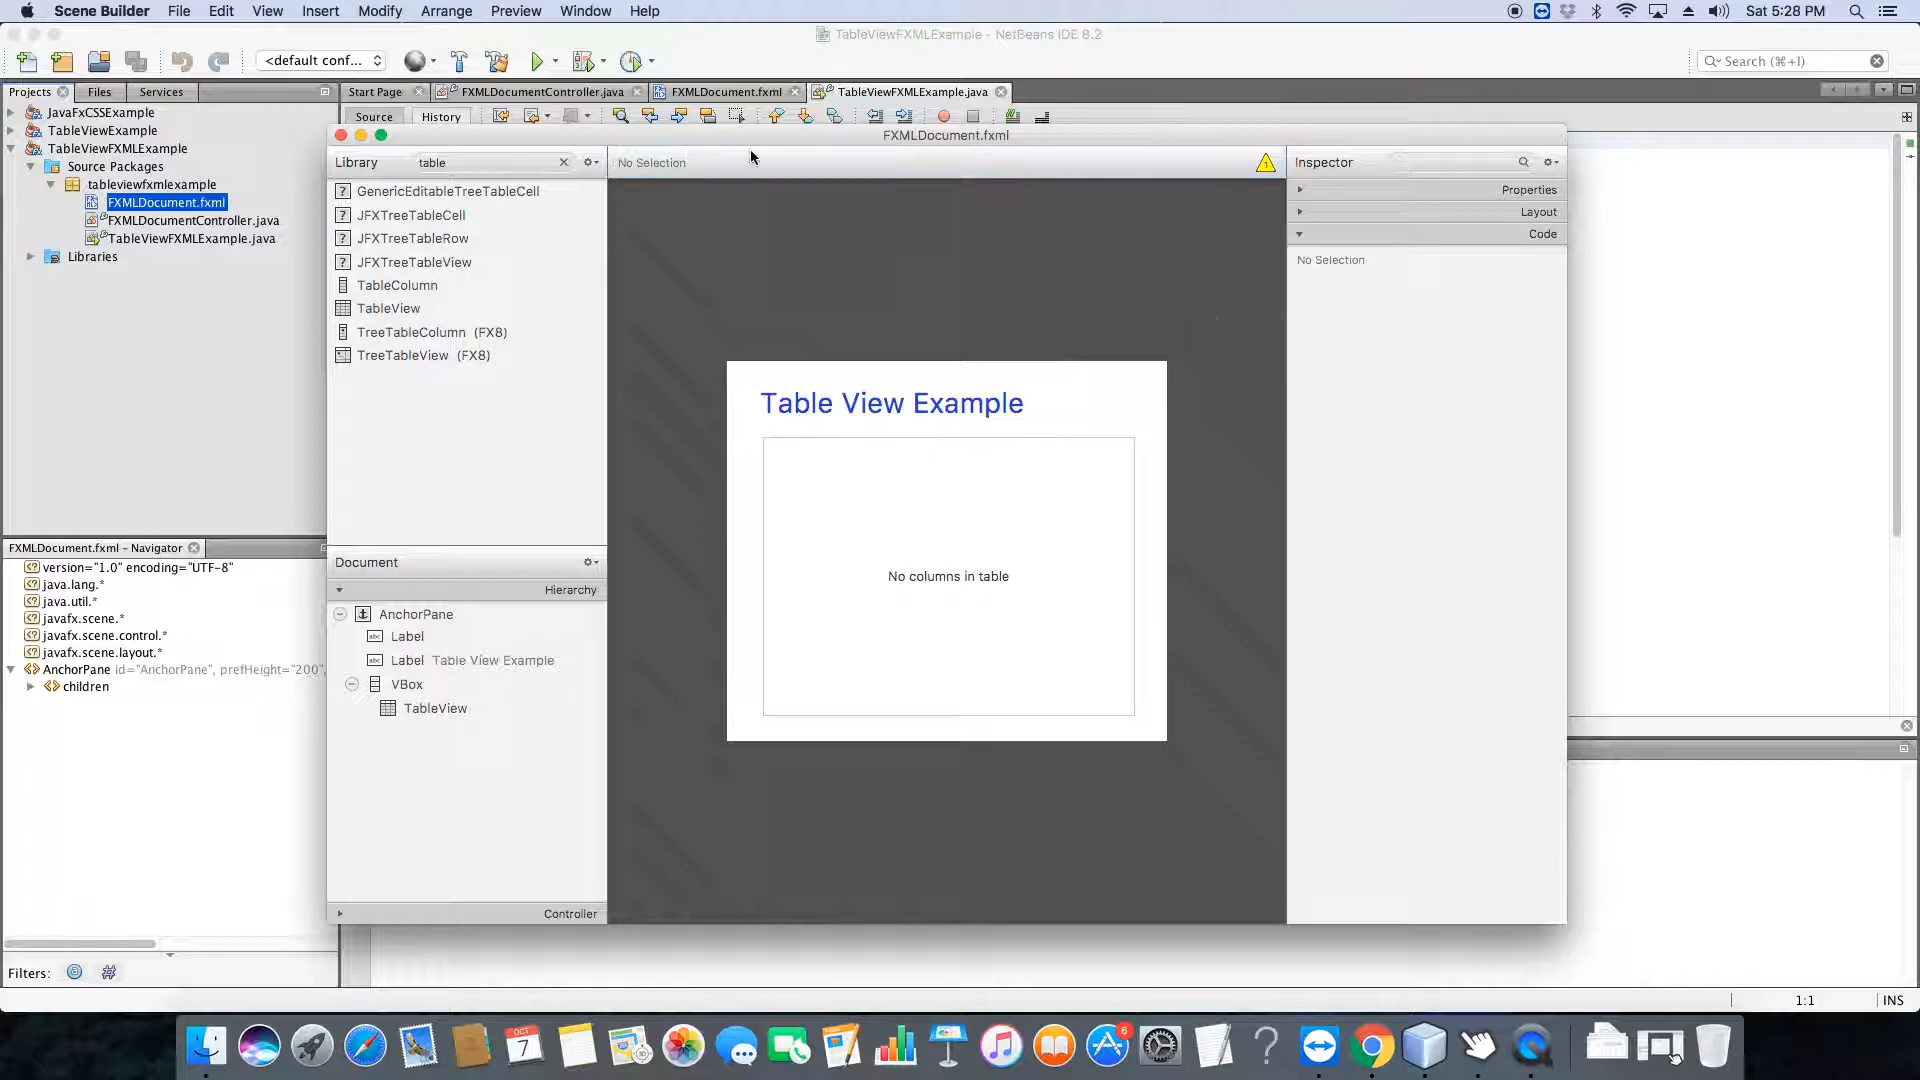 Scene Builder File Edit View Insert Modify Arrange Preview Window Help Sat 5:28 PM
TableViewFXMLExample - NetBeans IDE 8.2
<default conf... Search (⌘+I)
Projects Files Services Start Page FXMLDocumentController.java FXMLDocument.fxml TableViewFXMLExample.java
Source History
JavaFxCSSExample
TableViewExample
TableViewFXMLExample
Source Packages
tableviewfxmlexample
FXMLDocument.fxml
FXMLDocumentController.java
TableViewFXMLExample.java
Libraries
FXMLDocument.fxml - Navigator
version="1.0" encoding="UTF-8"
java.lang.*
java.util.*
javafx.scene.*
javafx.scene.control.*
javafx.scene.layout.*
AnchorPane id="AnchorPane", prefHeight="200",
children
Filters:
FXMLDocument.fxml
Library table
GenericEditableTreeTableCell
JFXTreeTableCell
JFXTreeTableRow
JFXTreeTableView
TableColumn
TableView
TreeTableColumn (FX8)
TreeTableView (FX8)
Document
Hierarchy
AnchorPane
Label
Label Table View Example
VBox
TableView
Controller
No Selection
1
Table View Example
No columns in table
Inspector
Properties
Layout
Code
No Selection
1:1 INS
OCT
7
6